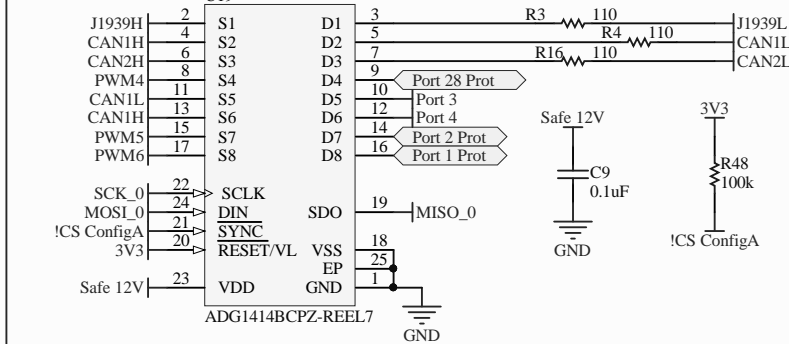 J1939H 2 S1 D1 3 R3 110 J1939L
CAN1H 4 S2 D2 5 R4 110 CAN1L
CAN2H 6 S3 D3 7 R16 110 CAN2L
PWM4 8 S4 D4 9 Port 28 Prot
CAN1L 11 S5 D5 10 Port 3
CAN1H 13 S6 D6 12 Port 4
PWM5 15 S7 D7 14 Port 2 Prot
PWM6 17 S8 D8 16 Port 1 Prot
SCK_0 22 SCLK
MOSI_0 24 DIN SDO 19 MISO_0
!CS ConfigA 21 SYNC
3V3 20 RESET/VL VSS 18
EP 25
Safe 12V 23 VDD GND 1
ADG1414BCPZ-REEL7
GND
Safe 12V
C9
0.1uF
GND
3V3
R48
100k
!CS ConfigA